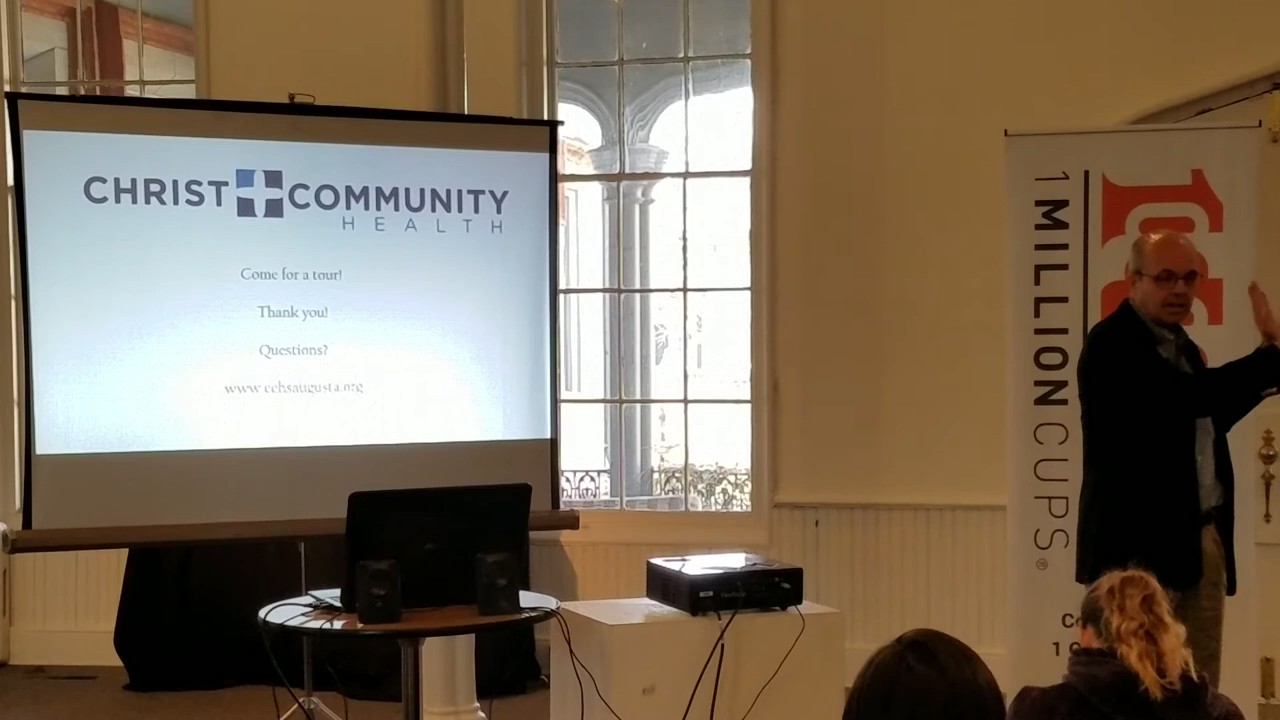 CHRIST COMMUNITY
HEALTH
Come for a tour!
Thank you!
Questions?
www.cchsaugusta.org
1 MILLION CUPS®